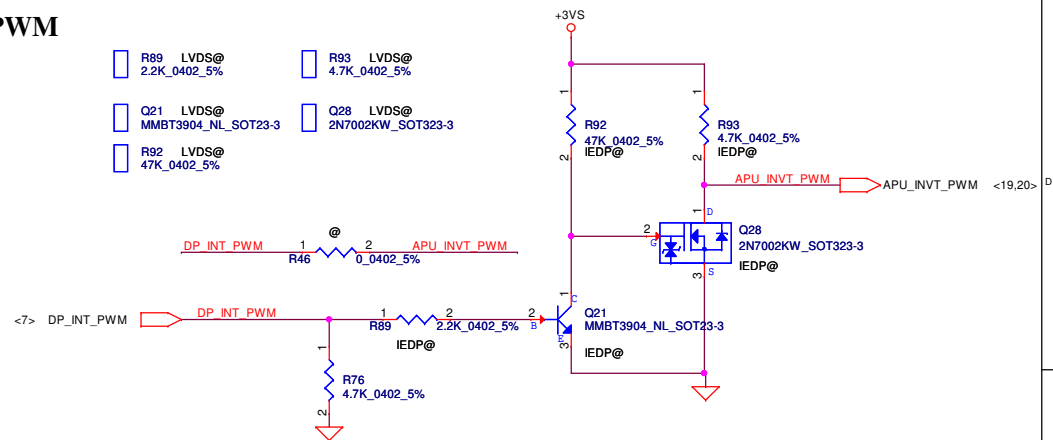 PWM
+3VS
R89 LVDS@
2.2K_0402_5%
R93 LVDS@
4.7K_0402_5%
Q21 LVDS@
MMBT3904_NL_SOT23-3
Q28 LVDS@
2N7002KW_SOT323-3
R92 LVDS@
47K_0402_5%
1
R92
47K_0402_5%
IEDP@
2
1
R93
4.7K_0402_5%
IEDP@
2
APU_INVT_PWM
APU_INVT_PWM <19,20>
D
1
D
2
G
Q28
2N7002KW_SOT323-3
IEDP@
3
S
@
DP_INT_PWM
1
2
APU_INVT_PWM
R46
0_0402_5%
<7> DP_INT_PWM
DP_INT_PWM
1
2
R89
2.2K_0402_5%
IEDP@
2
B
1
C
Q21
MMBT3904_NL_SOT23-3
E
3
IEDP@
1
R76
4.7K_0402_5%
2